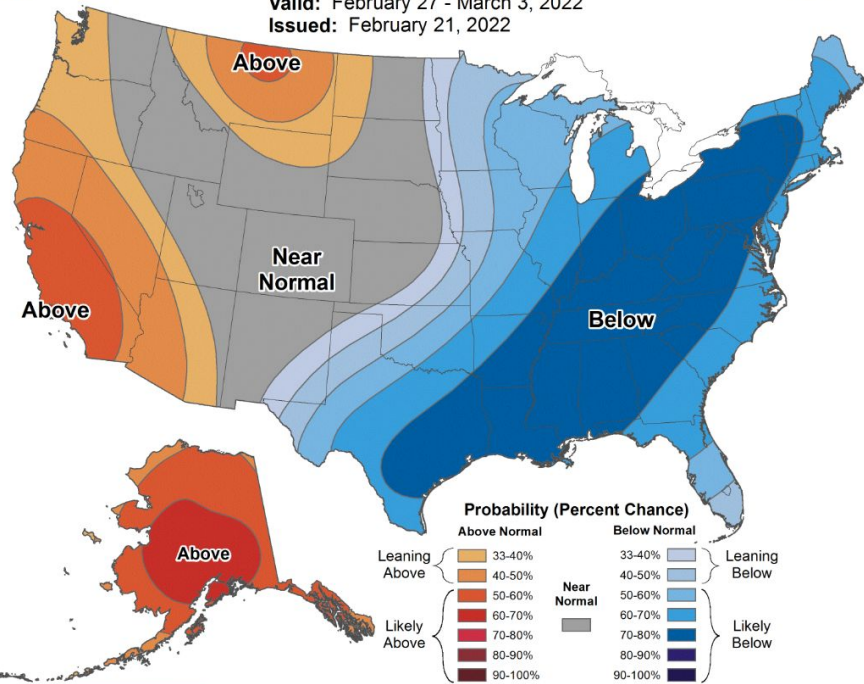 Valid: February 27 - March 3, 2022
Issued: February 21, 2022
Above
Near
Normal
Above
Below
Above
Probability (Percent Chance)
Above Normal
Below Normal
Leaning
Above
33-40%
40-50%
50-60%
60-70%
70-80%
80-90%
90-100%
Likely
Above
Near
Normal
33-40%
40-50%
50-60%
60-70%
70-80%
80-90%
90-100%
Leaning
Below
Likely
Below